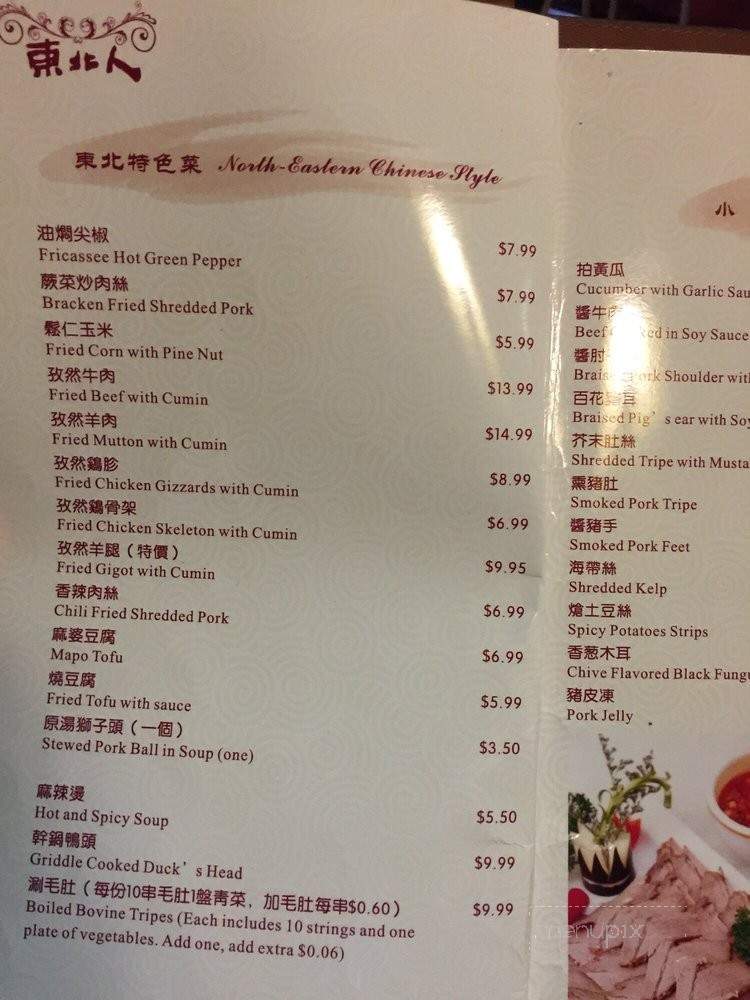 東北人
東北特色菜 North-Eastern Chinese Style
油焗尖椒
Fricassee Hot Green Pepper $7.99
蕨菜炒肉絲
Bracken Fried Shredded Pork $7.99
鬆仁玉米
Fried Corn with Pine Nut $5.99
孜然牛肉
Fried Beef with Cumin $13.99
孜然羊肉
Fried Mutton with Cumin $14.99
孜然鷄胗
Fried Chicken Gizzards with Cumin $8.99
孜然鷄骨架
Fried Chicken Skeleton with Cumin $6.99
孜然羊腿（特價）
Fried Gigot with Cumin $9.95
香辣肉絲
Chili Fried Shredded Pork $6.99
麻婆豆腐
Mapo Tofu $6.99
燒豆腐
Fried Tofu with sauce $5.99
原湯獅子頭（一個）
Stewed Pork Ball in Soup (one) $3.50
麻辣燙
Hot and Spicy Soup $5.50
幹鍋鴨頭
Griddle Cooked Duck's Head $9.99
涮毛肚（每份10串毛肚1盤青菜，加毛肚每串$0.60）
Boiled Bovine Tripes (Each includes 10 strings and one $9.99
plate of vegetables. Add one, add extra $0.06)
小
拍黃瓜
Cucumber with Garlic
醬牛肉
Beef in Soy Sauce
醬肘
Pork Shoulder
百花豬耳
Braised Pig's ear with
芥末肚絲
Shredded Tripe with
熏豬肚
Smoked Pork Tripe
醬豬手
Smoked Pork Feet
海帶絲
Shredded Kelp
熗土豆絲
Spicy Potatoes Strips
香葱木耳
Chive Flavored Black
豬皮凍
Pork Jelly
menupix